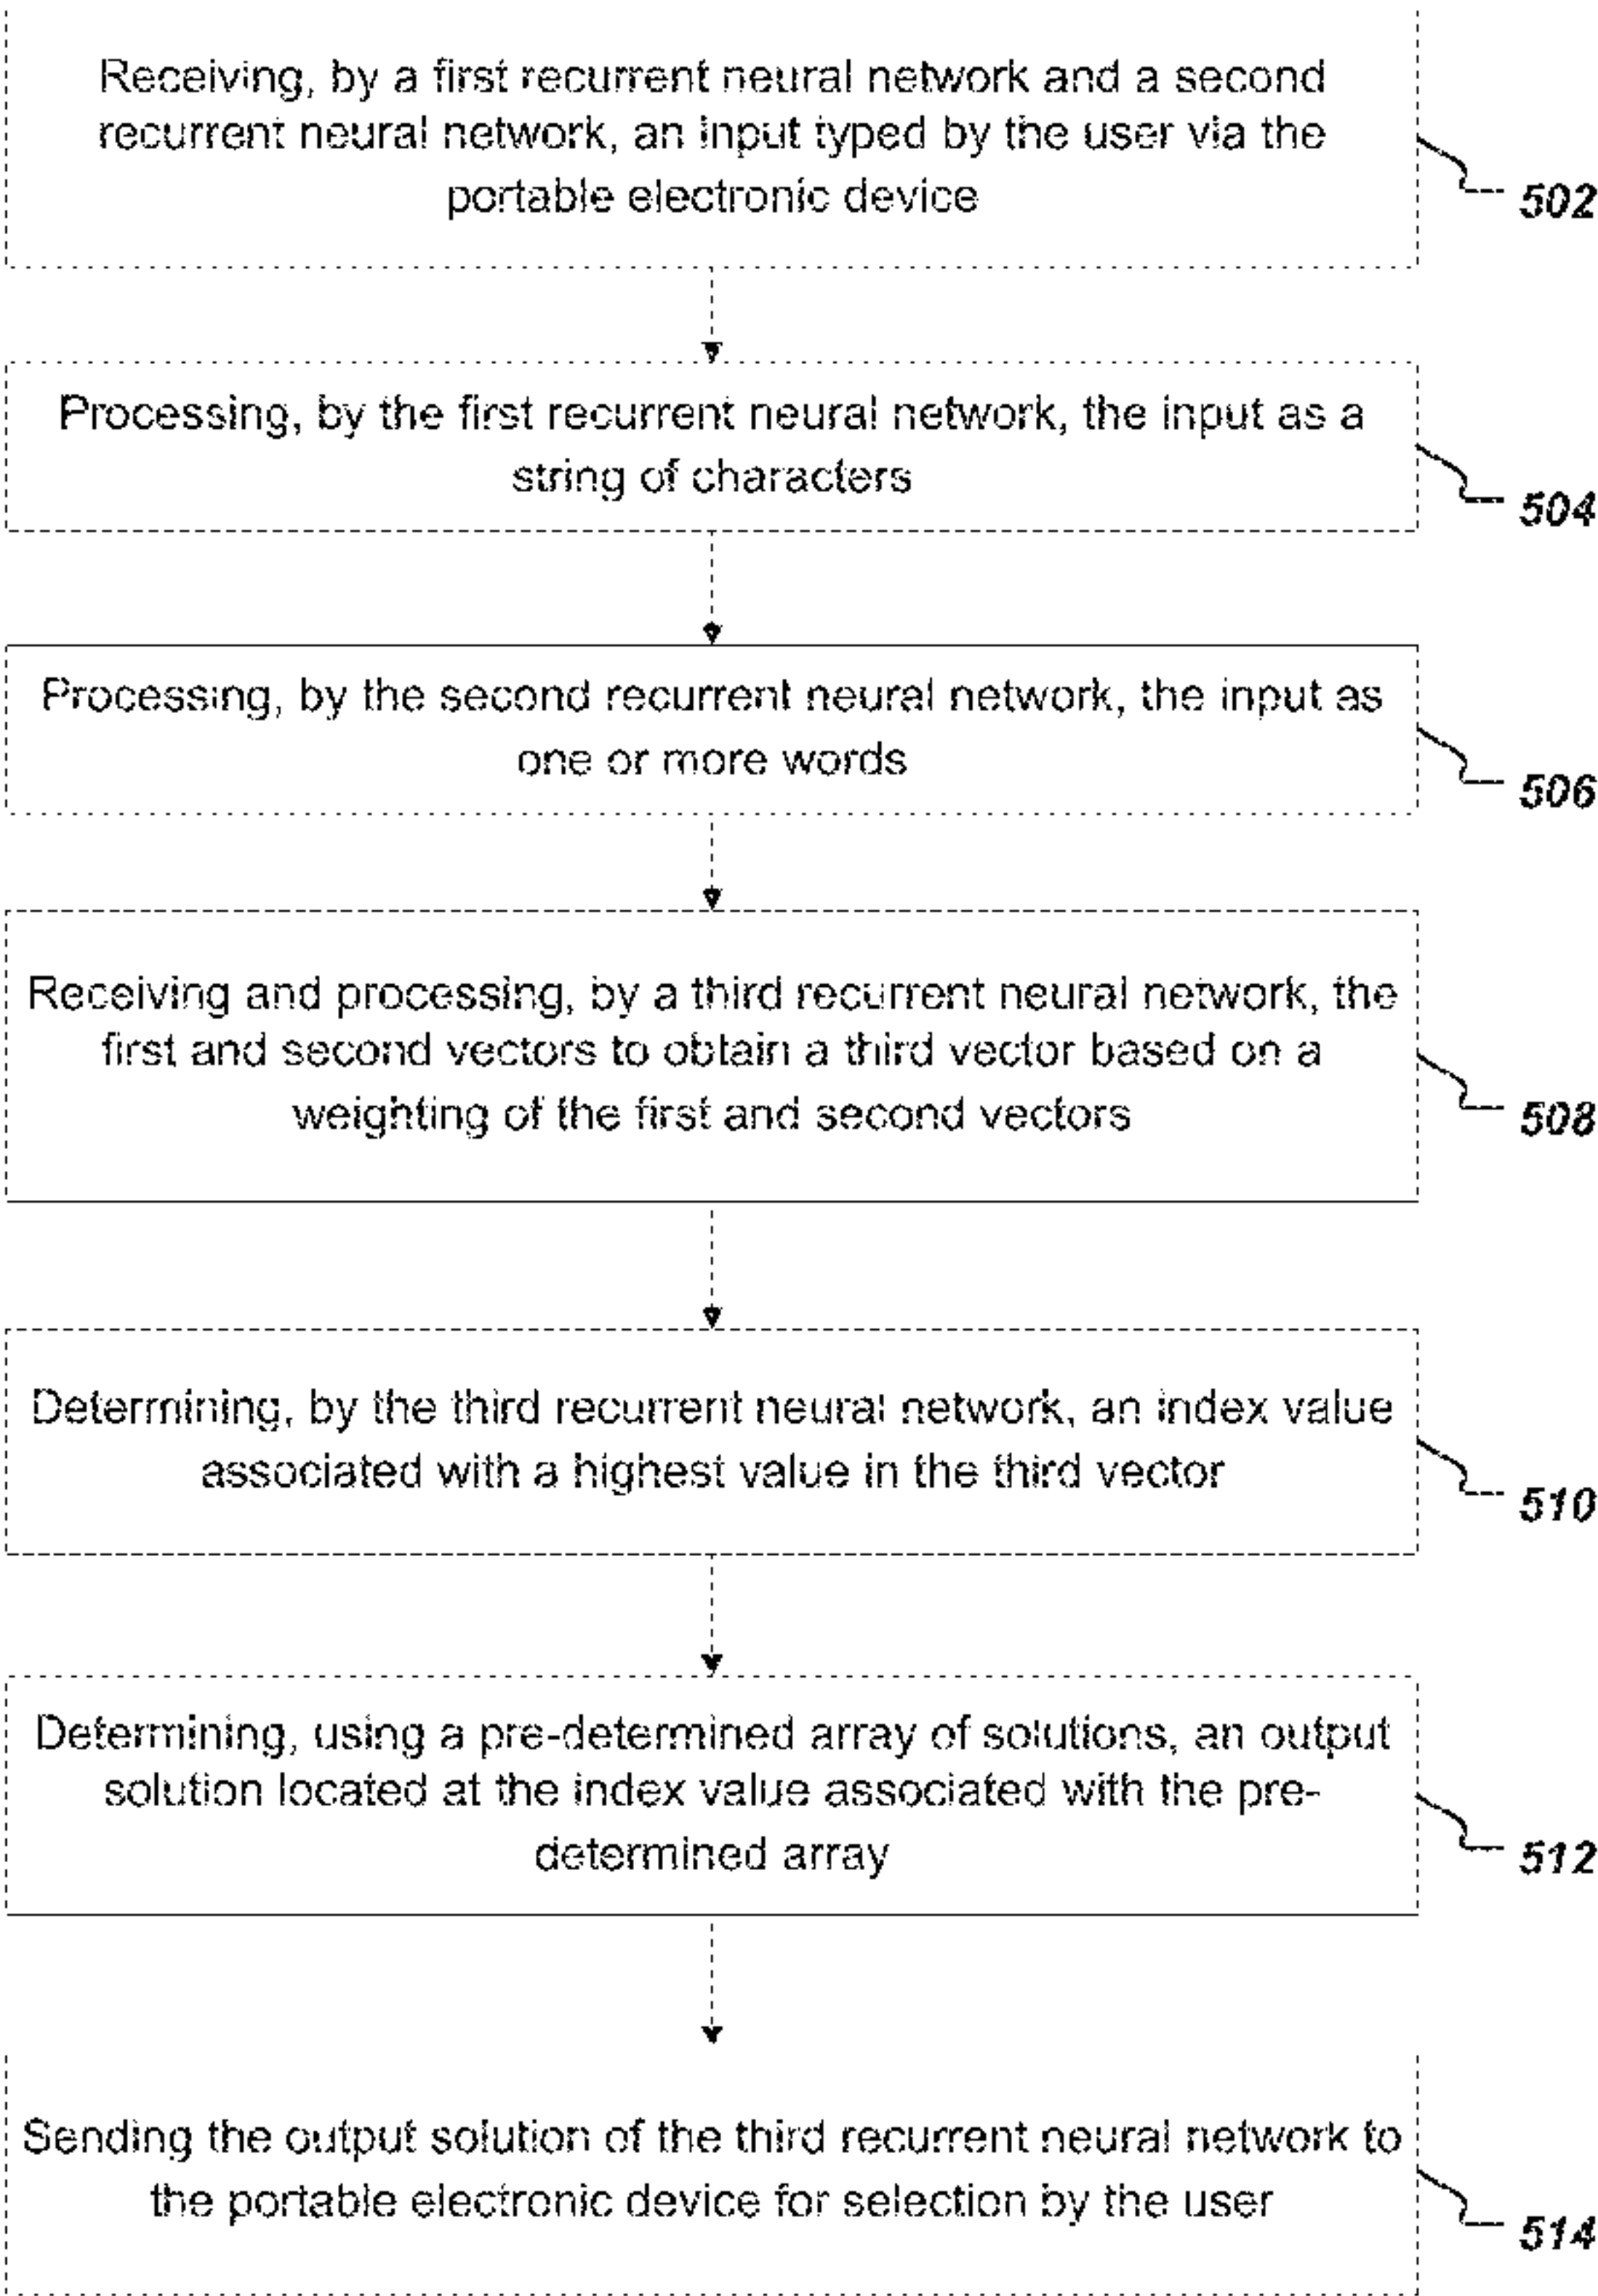 Receiving, by a first recurrent neural network and a second
recurrent neural network, an input typed by the user via the
portable electronic device
502
Processing, by the first recurrent neural network, the input as a
string of characters
504
Processing, by the second recurrent neural network, the input as
one or more words
506
Receiving and processing, by a third recurrent neural network, the
first and second vectors to obtain a third vector based on a
weighting of the first and second vectors
508
Determining, by the third recurrent neural network, an index value
associated with a highest value in the third vector
510
Determining, using a pre-determined array of solutions, an output
solution located at the index value associated with the pre-
determined array
512
Sending the output solution of the third recurrent neural network to
the portable electronic device for selection by the user
514